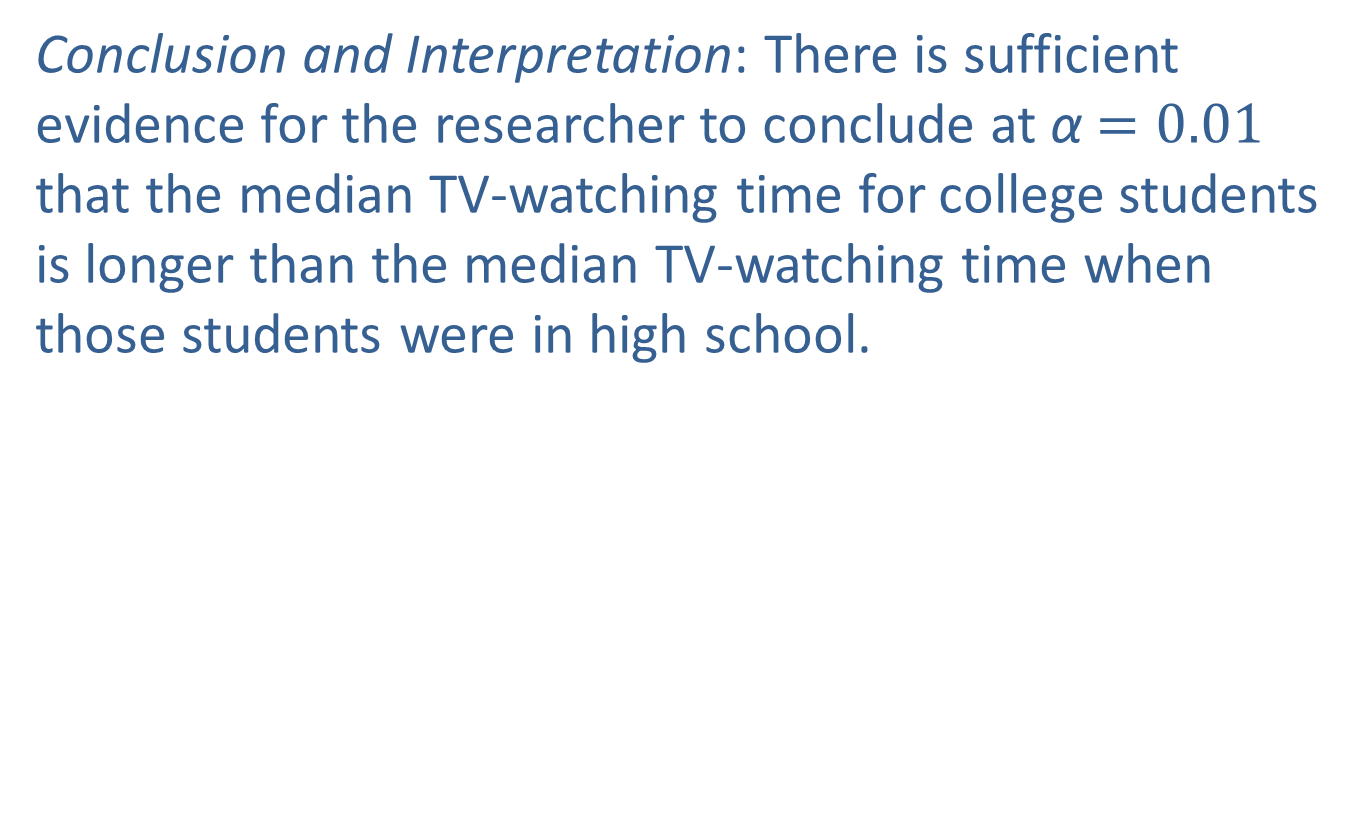 Conclusion and Interpretation: There is sufficient
evidence for the researcher to conclude at α = 0.01
that the median TV-watching time for college students
is longer than the median TV-watching time when
those students were in high school.